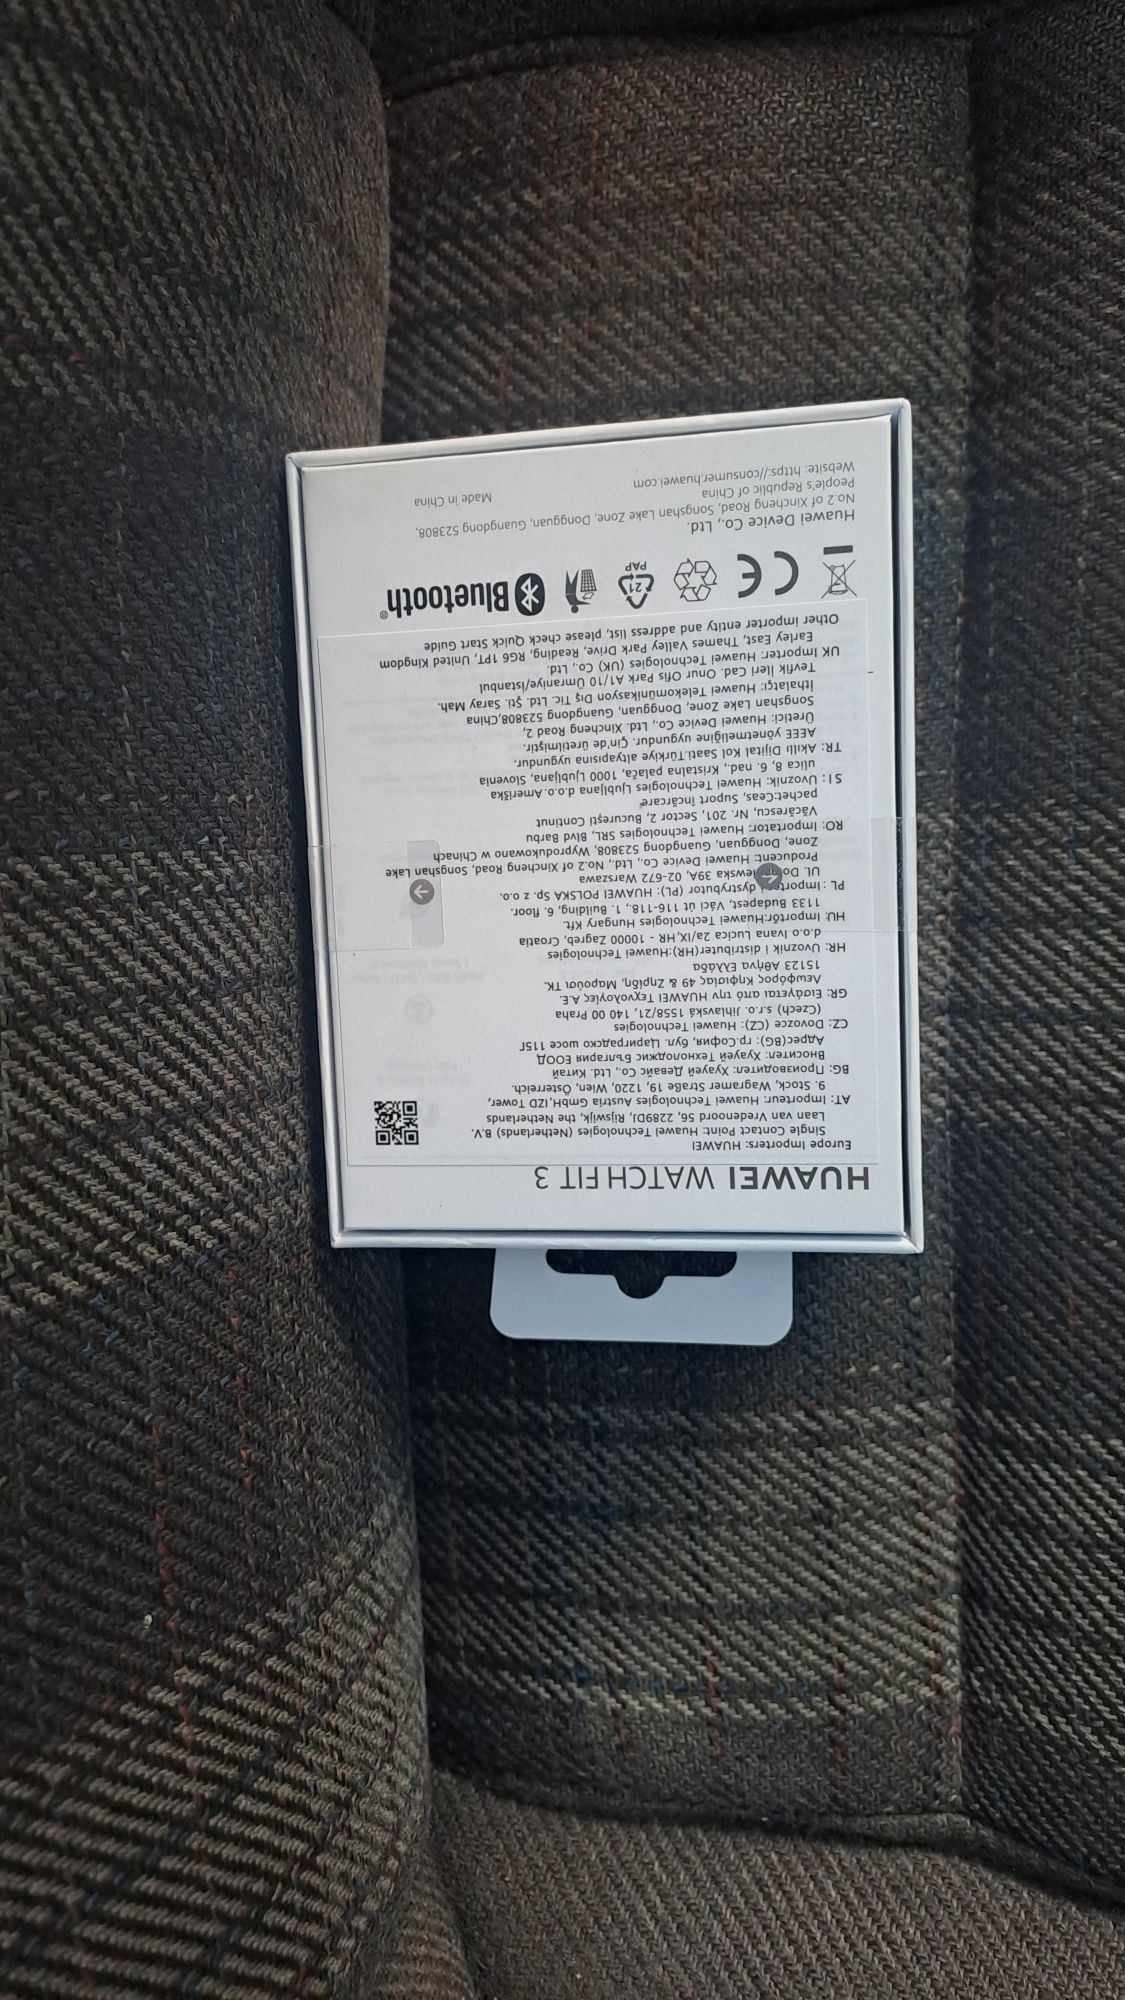 HUAWEI WATCH FIT 3
Europe Importers: HUAWEI
Single Contact Point: Huawei Technologies (Netherlands) B.V.
Laan van Vredenoord 56, 2289DJ, Rijswijk, the Netherlands
AT: Importeur: Huawei Technologies Austria GmbH,IZD Tower,
9. Stock, Wagramer Straße 19, 1220, Wien, Österreich.
BG: Производител: Хуауей Девайс Co., Ltd. Китай
Вносител: Хуауей Технолоджис България ЕООД
Адрес(BG): гр.София, бул. Цариградско шосе 115Г
CZ: Dovozce (CZ): Huawei Technologies
(Czech) s.r.o. Jihlavská 1558/21, 140 00 Praha
GR: Εισάγεται από την HUAWEI Τεχνολογίες Α.Ε.
Λεωφόρος Κηφισίας 49 & Ζηρίδη, Μαρούσι ΤΚ.
15123 Αθήνα Ελλάδα
HR: Uvoznik i distributer(HR):Huawei Technologies
d.o.o Ivana Lucica 2a/IX,HR - 10000 Zagreb, Croatia
HU: Importőr:Huawei Technologies Hungary Kft.
1133 Budapest, Váci út 116-118., 1. Building, 6. floor.
PL: dystrybutor (PL): HUAWEI POLSKA Sp. z o.o.
UL. 39A, 02-672 Warszawa
Producent: Huawei Device Co., Ltd., No.2 of Xincheng Road, Songshan Lake
Zone, Dongguan, Guangdong 523808, Wyprodukowano w Chinach
RO: Importator: Huawei Technologies SRL, Blvd Barbu
Văcărescu, Nr. 201, Sector 2, București Continut
pachet:Ceas, Suport încărcare
SI: Uvoznik: Huawei Technologies Ljubljana d.o.o. Ameriška
ulica 8, 6. nad., Kristalna palača, 1000 Ljubljana, Slovenia
TR: Akıllı Dijital Kol Saati.Türkiye altyapısına uygundur.
AEEE yönetmeliğine uygundur. Çin'de üretilmiştir.
Üretici: Huawei Device Co., Ltd. Xincheng Road 2,
Songshan Lake Zone, Dongguan, Guangdong 523808,China
İthalatçı: Huawei Telekomünikasyon Dış Tic. Ltd. Şti. Saray Mah.
Tevfik İleri Cad. Onur Ofis Park A1/10 Ümraniye/Istanbul
UK Importer: Huawei Technologies (UK) Co., Ltd.
Earley East, Thames Valley Park Drive, Reading, RG6 1PT, United Kingdom
Other importer entity and address list, please check Quick Start Guide
CE 21 PAP Bluetooth®
Huawei Device Co., Ltd.
No.2 of Xincheng Road, Songshan Lake Zone, Dongguan, Guangdong 523808,
People's Republic of China
Website: https://consumer.huawei.com Made in China